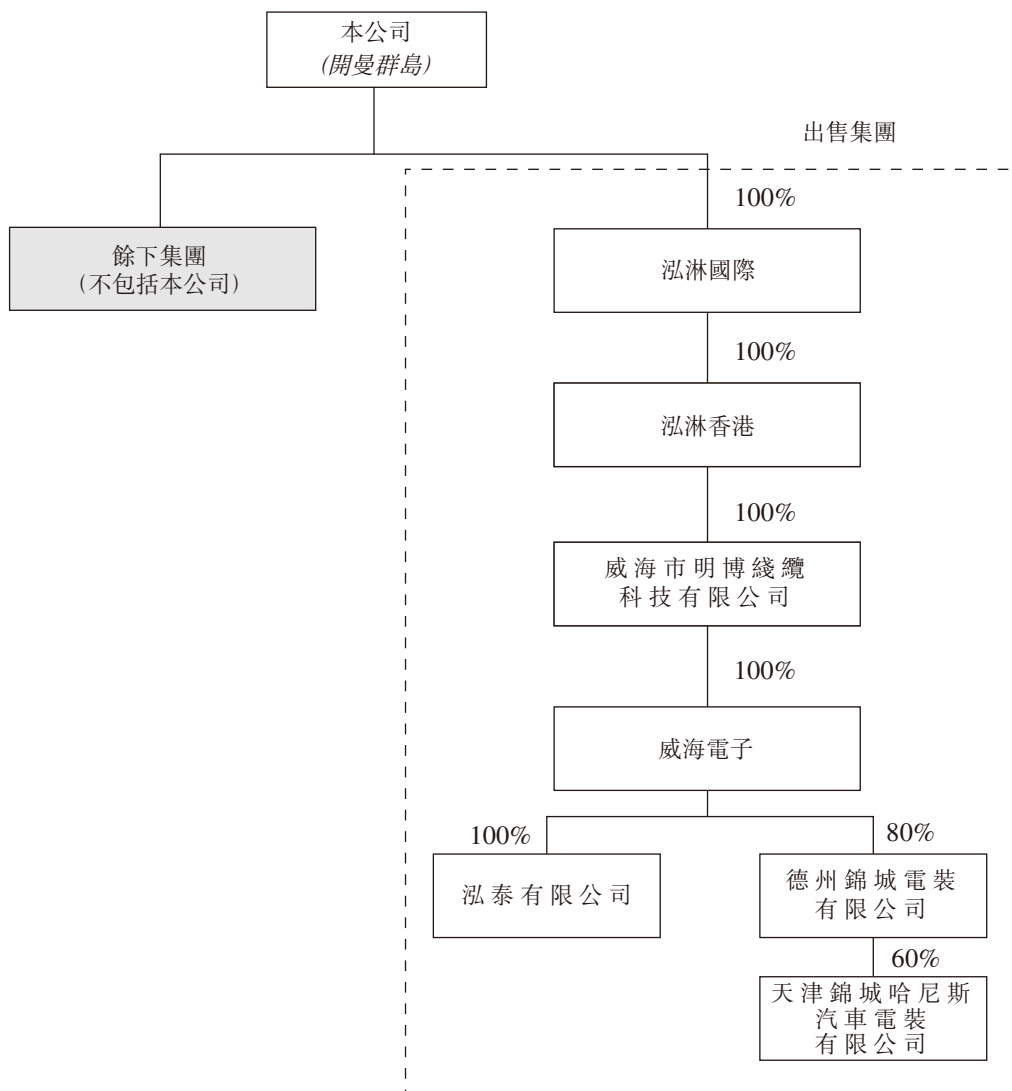 本公司
(開曼群島)
出售集團
100%
餘下集團
(不包括本公司)
泓淋國際
100%
泓淋香港
100%
威海市明博綫纜
科技有限公司
100%
威海電子
100%
80%
泓泰有限公司
德州錦城電裝
有限公司
60%
天津錦城哈尼斯
汽車電裝
有限公司